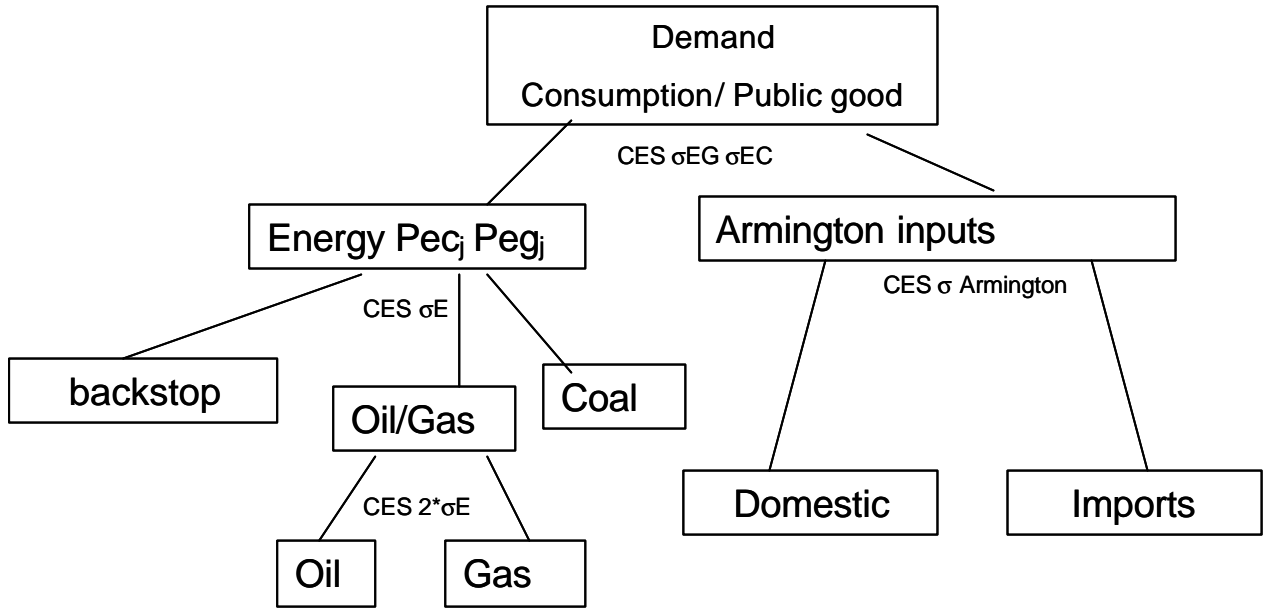 Demand
Consumption/ Public good
CES σEG σEC
Energy Pecⱼ Pegⱼ
Armington inputs
CES σE
CES σ Armington
backstop
Oil/Gas
Coal
CES 2*σE
Domestic
Imports
Oil
Gas